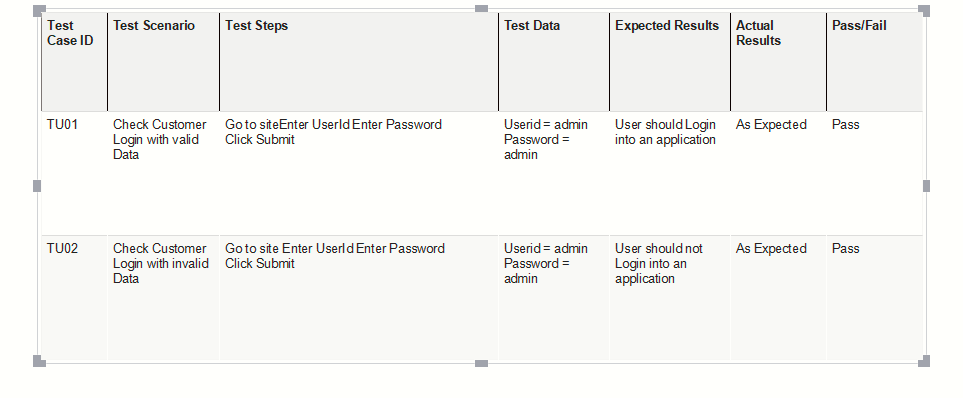 Test Case ID
Test Scenario
Test Steps
Test Data
Expected Results
Actual Results
Pass/Fail
TU01
Check Customer
Login with valid
Data
Go to siteEnter UserId Enter Password
Click Submit
Userid = admin
Password =
admin
User should Login
into an application
As Expected
Pass
TU02
Check Customer
Login with invalid
Data
Go to site Enter UserId Enter Password
Click Submit
Userid = admin
Password =
admin
User should not
Login into an
application
As Expected
Pass